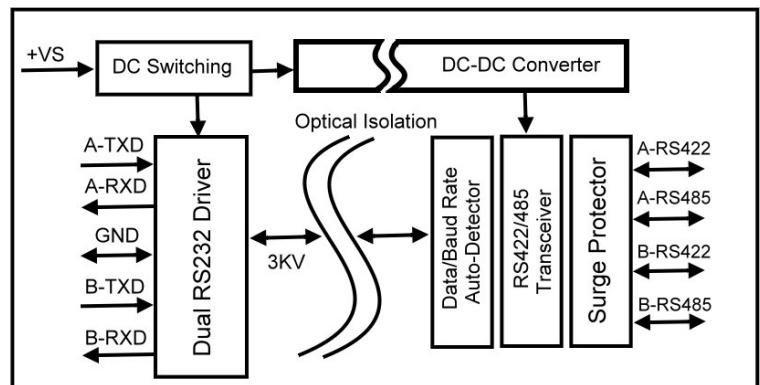 +VS
DC Switching
DC-DC Converter
Optical Isolation
A-TXD
A-RXD
GND
B-TXD
B-RXD
Dual RS232 Driver
3KV
Data/Baud Rate
Auto-Detector
RS422/485
Transceiver
Surge Protector
A-RS422
A-RS485
B-RS422
B-RS485